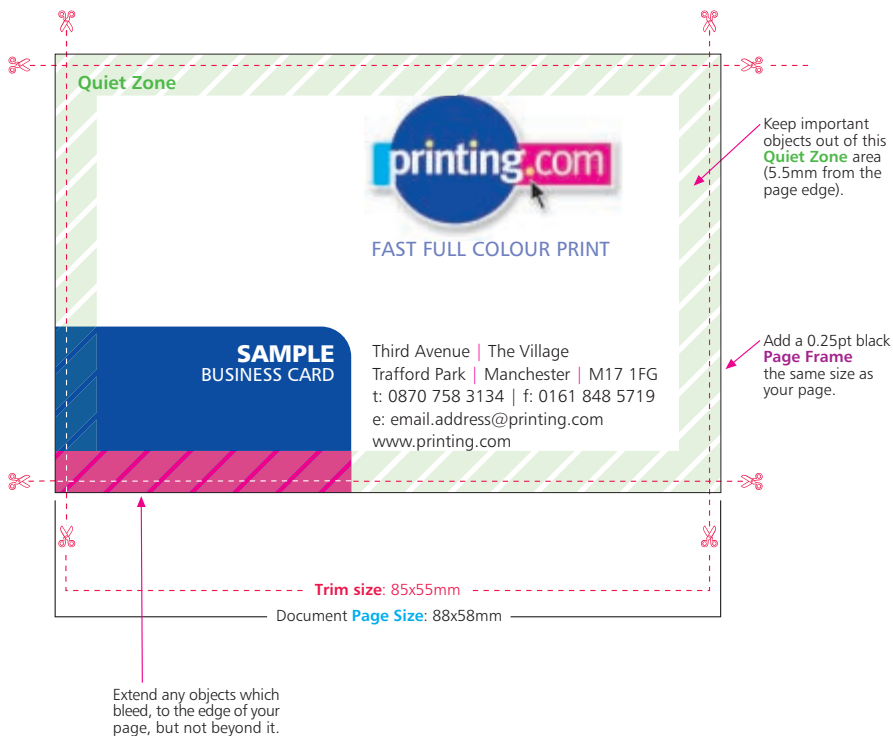 Quiet Zone
printing.com
FAST FULL COLOUR PRINT
Keep important
objects out of this
Quiet Zone area
(5.5mm from the
page edge).
SAMPLE
BUSINESS CARD
Third Avenue | The Village
Trafford Park | Manchester | M17 1FG
t: 0870 758 3134 | f: 0161 848 5719
e: email.address@printing.com
www.printing.com
Add a 0.25pt black
Page Frame
the same size as
your page.
Trim size: 85x55mm
Document Page Size: 88x58mm
Extend any objects which
bleed, to the edge of your
page, but not beyond it.